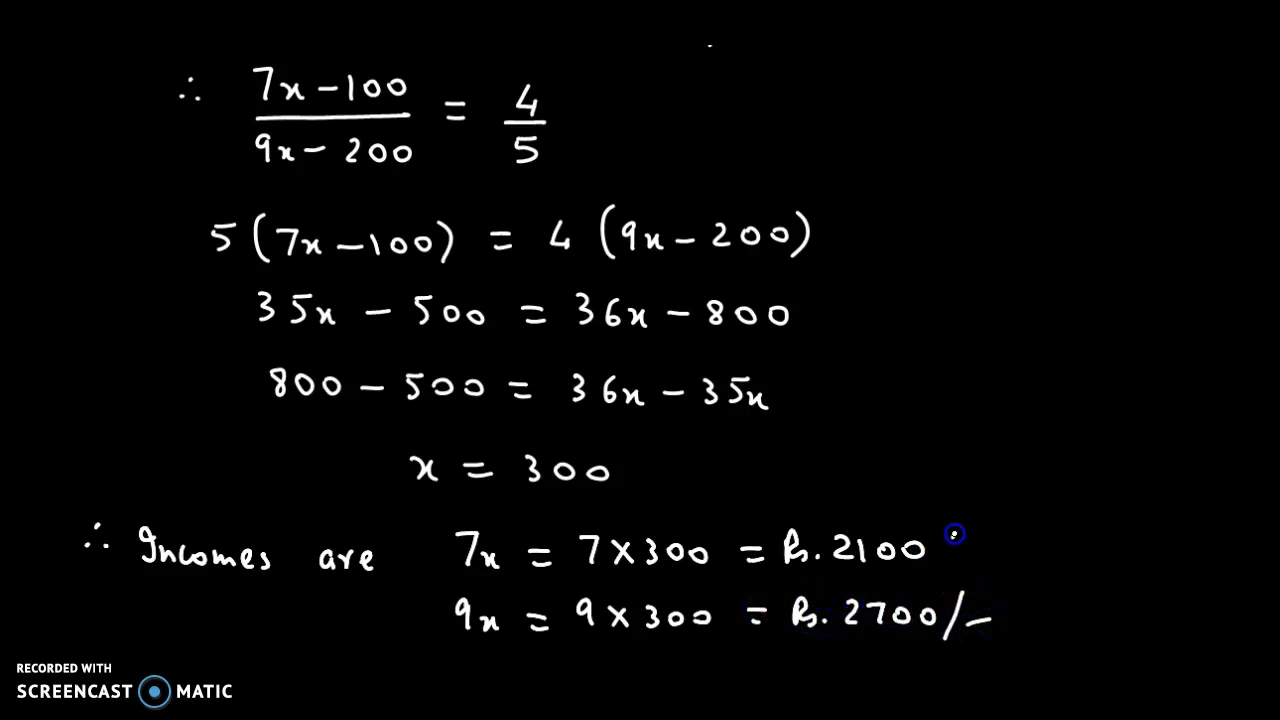 ∴ 7x - 100 / 9x - 200 = 4 / 5
5 (7x - 100) = 4 (9x - 200)
35x - 500 = 36x - 800
800 - 500 = 36x - 35x
x = 300
∴ Incomes are 7x = 7 × 300 = Rs. 2100
9x = 9 × 300 = Rs. 2700/-
RECORDED WITH
SCREENCAST MATIC